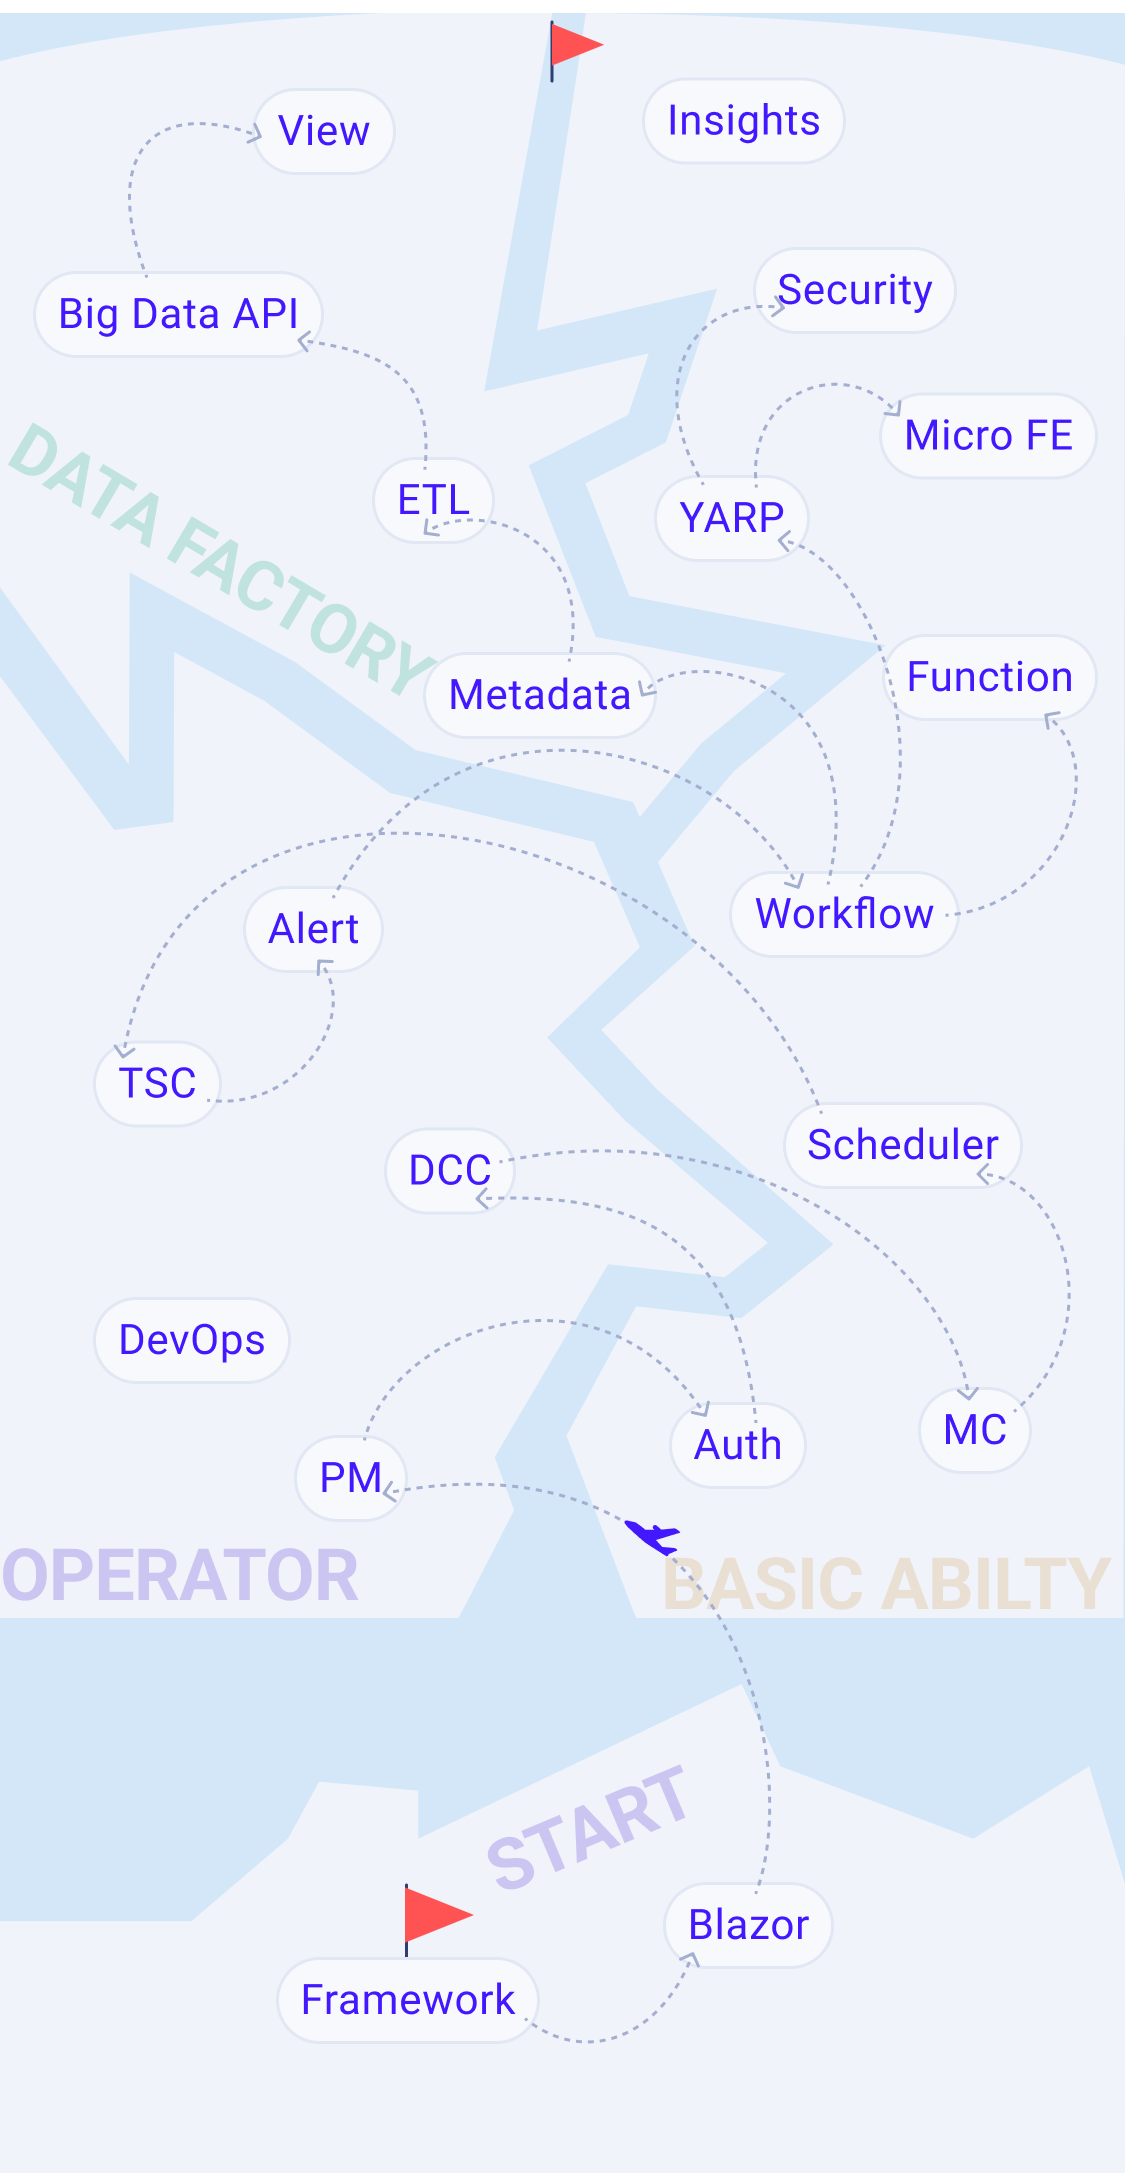 Insights
View
Security
Big Data API
Micro FE
DATA FACTORY
ETL
YARP
Function
Metadata
Workflow
Alert
TSC
Scheduler
DCC
DevOps
MC
Auth
PM
OPERATOR
BASIC ABILTY
START
Blazor
Framework